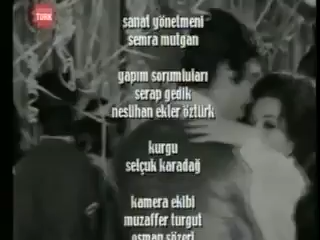 TURK
sanat yönetmeni
semra mutgan
yapım sorumluları
serap gedik
neslihan ekler öztürk
kurgu
selçuk karadağ
kamera ekibi
muzaffer turgut
osman sözeri